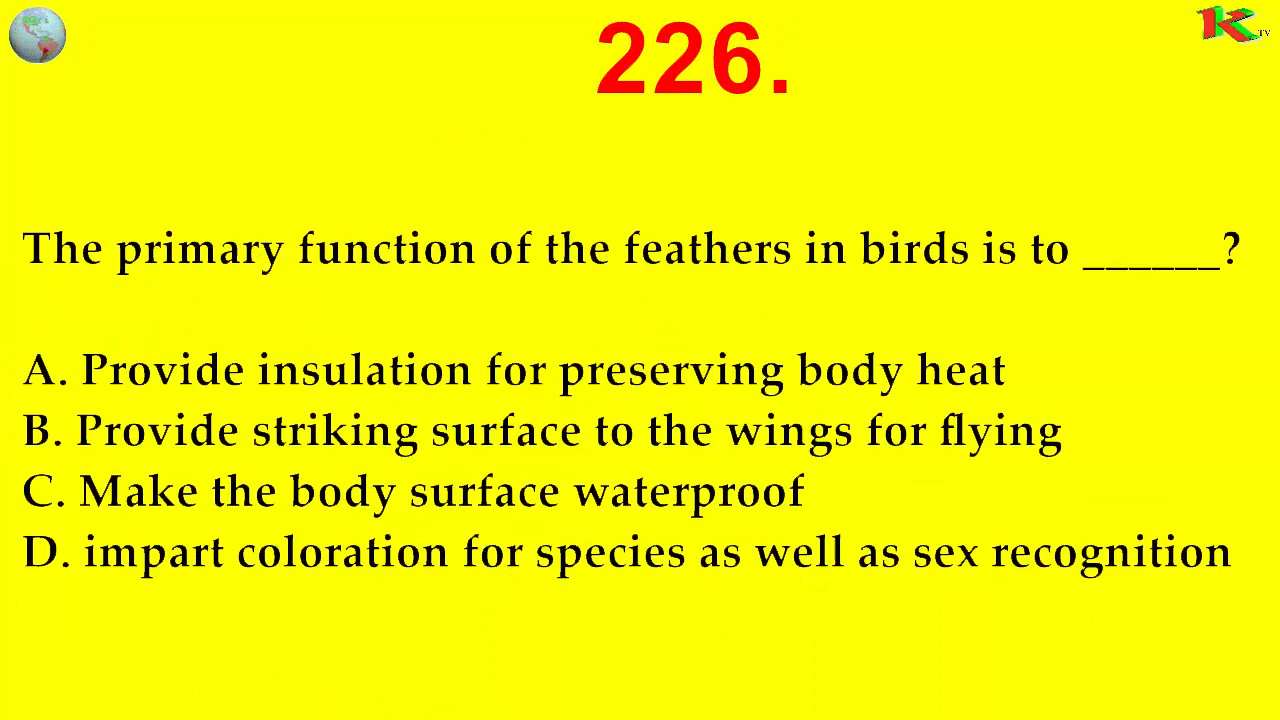 K TV
226.
The primary function of the feathers in birds is to ______?
A. Provide insulation for preserving body heat
B. Provide striking surface to the wings for flying
C. Make the body surface waterproof
D. impart coloration for species as well as sex recognition